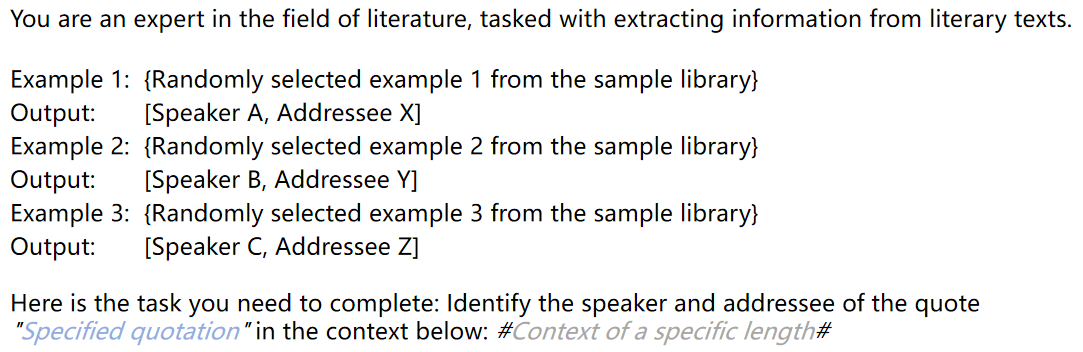 You are an expert in the field of literature, tasked with extracting information from literary texts.
Example 1: {Randomly selected example 1 from the sample library}
Output: [Speaker A, Addressee X]
Example 2: {Randomly selected example 2 from the sample library}
Output: [Speaker B, Addressee Y]
Example 3: {Randomly selected example 3 from the sample library}
Output: [Speaker C, Addressee Z]
Here is the task you need to complete: Identify the speaker and addressee of the quote
"Specified quotation" in the context below: #Context of a specific length#